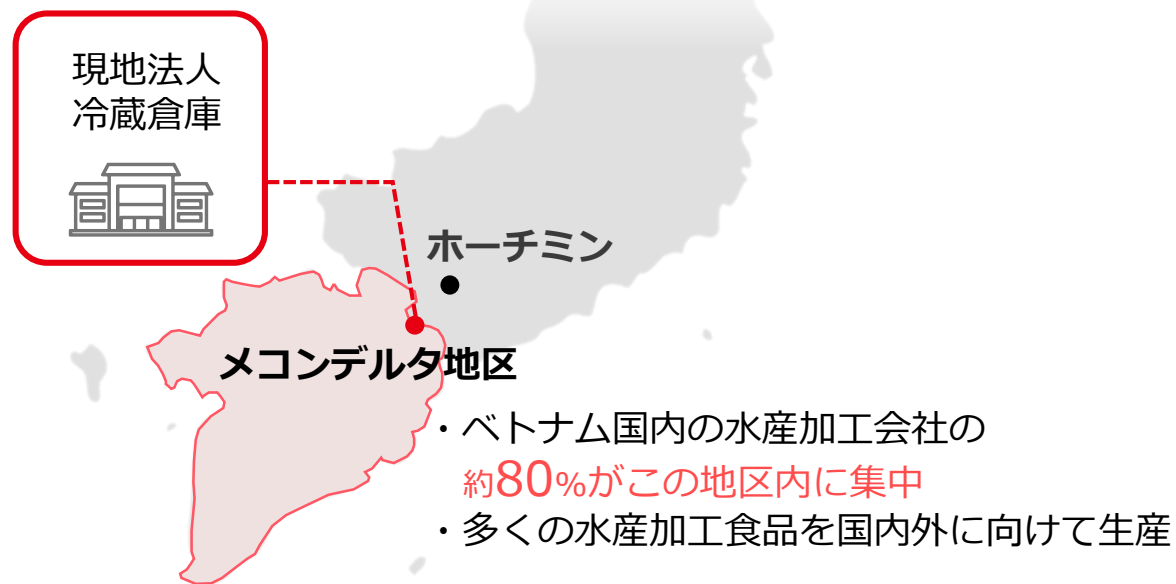 現地法人
冷蔵倉庫
ホーチミン
メコンデルタ地区
・ベトナム国内の水産加工会社の
約80%がこの地区内に集中
・多くの水産加工食品を国内外に向けて生産